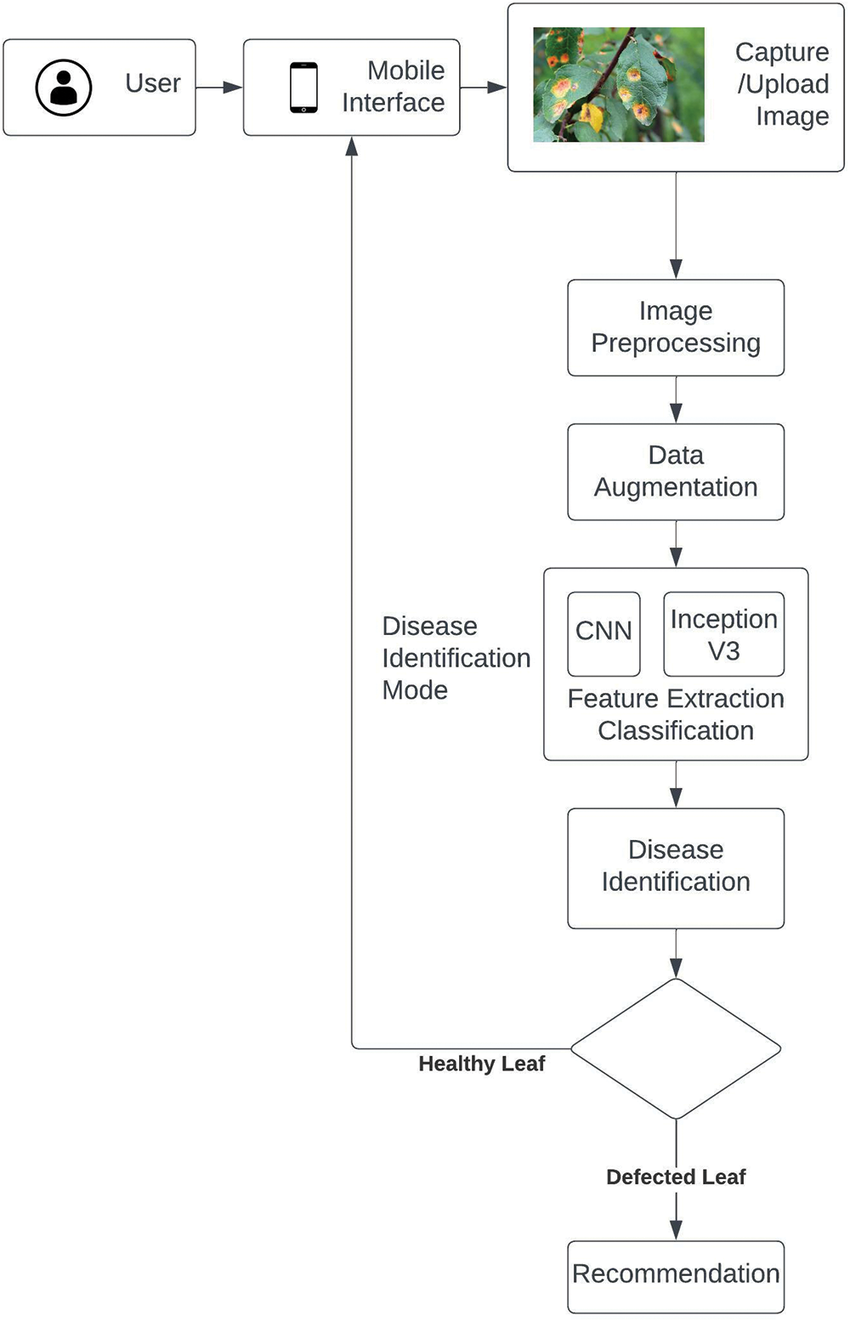 User
Mobile
Interface
Capture
/Upload
Image
Image
Preprocessing
Data
Augmentation
Disease
Identification
Mode
CNN
Inception
V3
Feature Extraction
Classification
Disease
Identification
Healthy Leaf
Defected Leaf
Recommendation